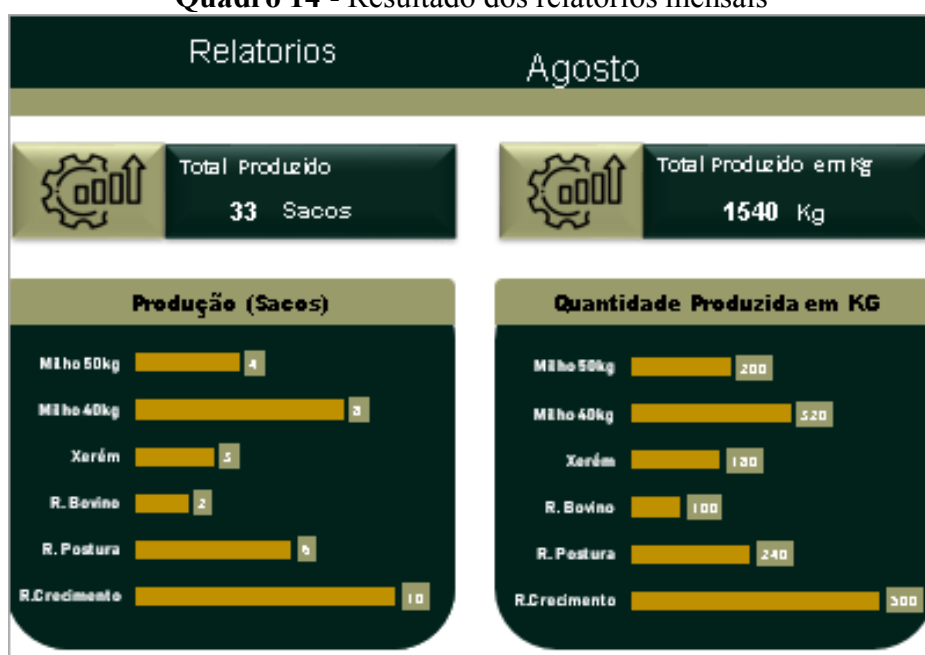 Quadro 14 - Resultado dos relatórios mensais
Relatorios
Agosto
Total Produzido
33 Sacos
Total Produzido em Kg
1540 Kg
Produção (Sacos)
Milho 50kg 4
Milho 40kg 8
Xerém 3
R. Bovino 2
R. Postura 6
R.Crecimento 10
Quantidade Produzida em KG
Milho 50kg 200
Milho 40kg 320
Xerém 180
R. Bovino 100
R. Postura 240
R.Crecimento 500